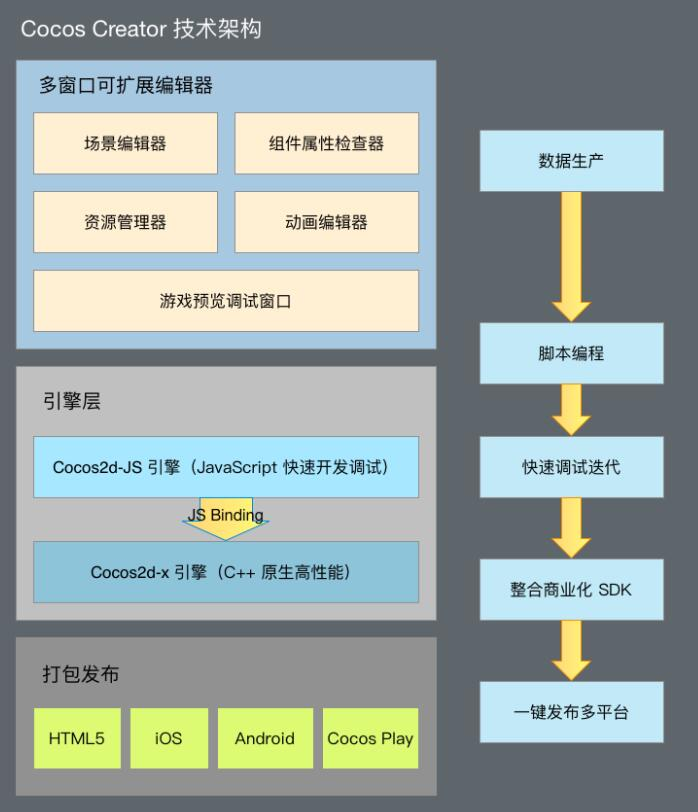 Cocos Creator 技术架构
多窗口可扩展编辑器
场景编辑器
组件属性检查器
资源管理器
动画编辑器
游戏预览调试窗口
引擎层
Cocos2d-JS 引擎（JavaScript 快速开发调试）
JS Binding
Cocos2d-x 引擎（C++ 原生高性能）
打包发布
HTML5
iOS
Android
Cocos Play
数据生产
脚本编程
快速调试迭代
整合商业化 SDK
一键发布多平台